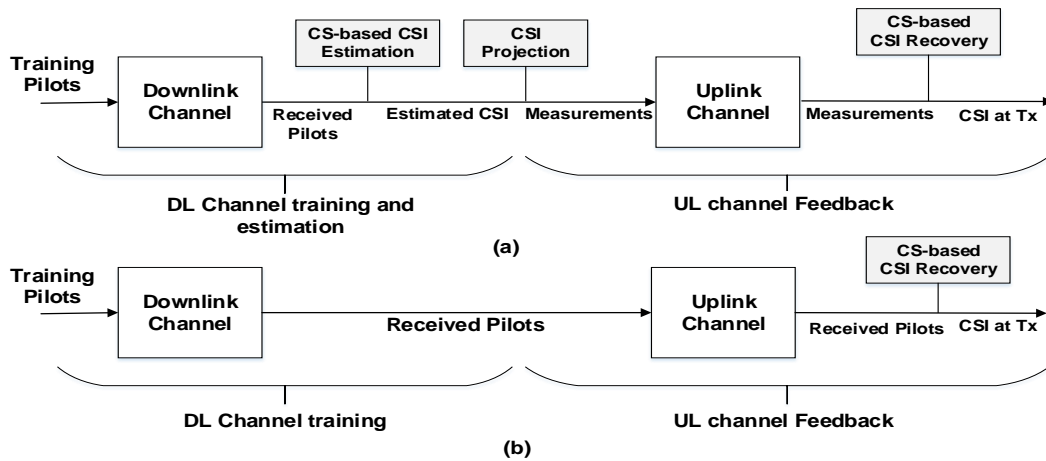 CS-based CSI
Estimation
CSI
Projection
CS-based
CSI Recovery
Training
Pilots
Downlink
Channel
Received
Pilots
Estimated CSI
Measurements
Uplink
Channel
Measurements
CSI at Tx
DL Channel training and
estimation
UL channel Feedback
(a)
CS-based
CSI Recovery
Training
Pilots
Downlink
Channel
Received Pilots
Uplink
Channel
Received Pilots
CSI at Tx
DL Channel training
UL channel Feedback
(b)